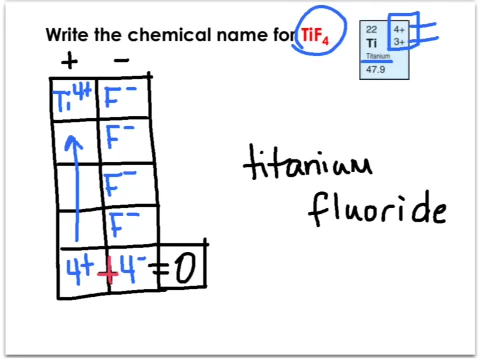 Write the chemical name for TiF₄
22 4+
Ti 3+
Titanium
47.9
+ -
Ti⁴⁺ F⁻
F⁻
F⁻
F⁻
4⁺ + 4⁻ = 0
titanium
fluoride